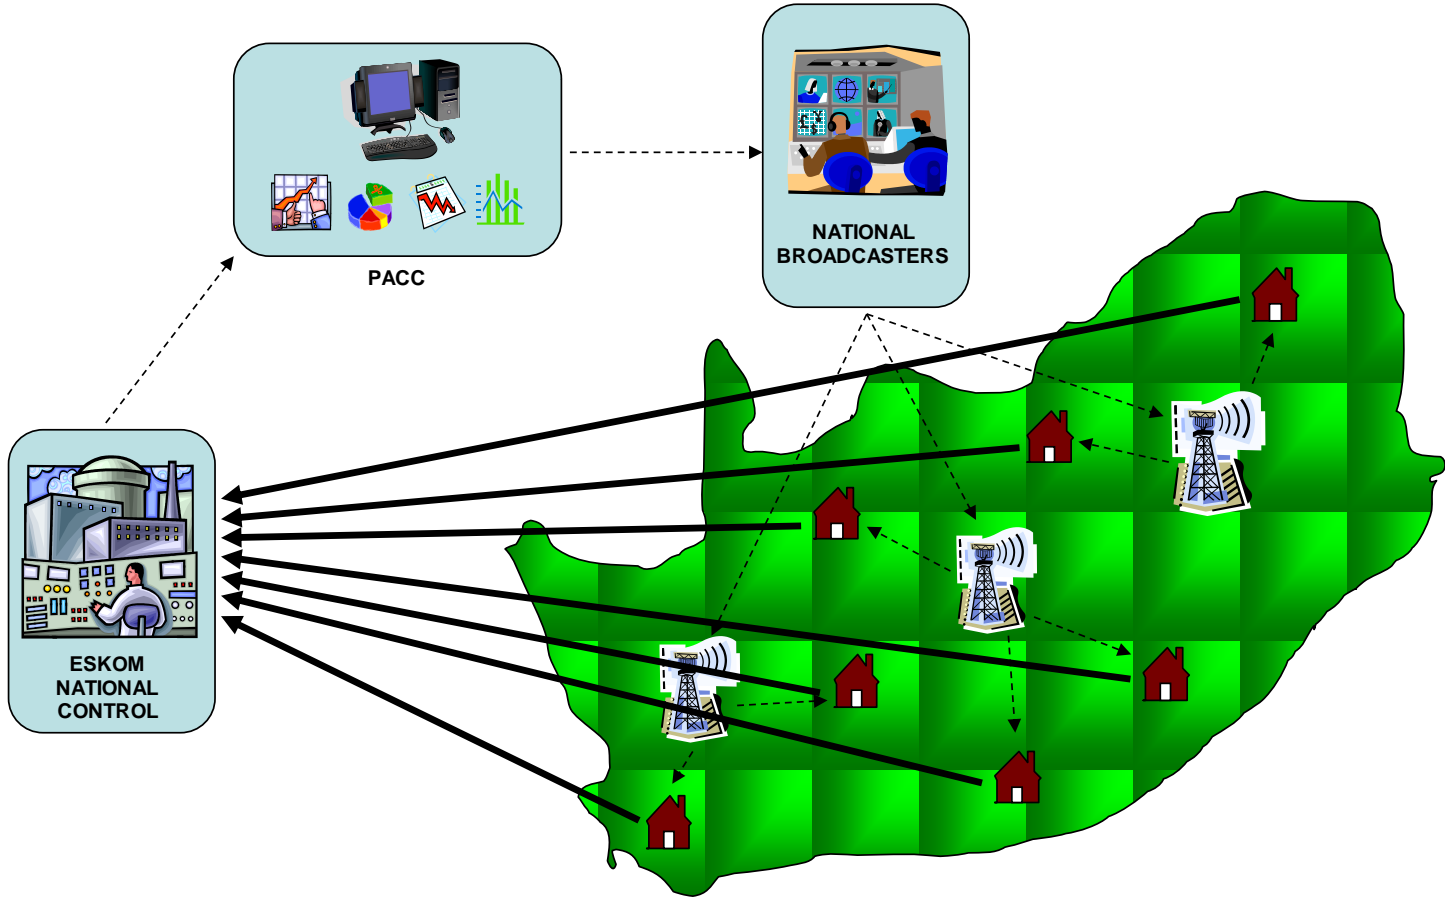 PACC
NATIONAL
BROADCASTERS
ESKOM
NATIONAL
CONTROL